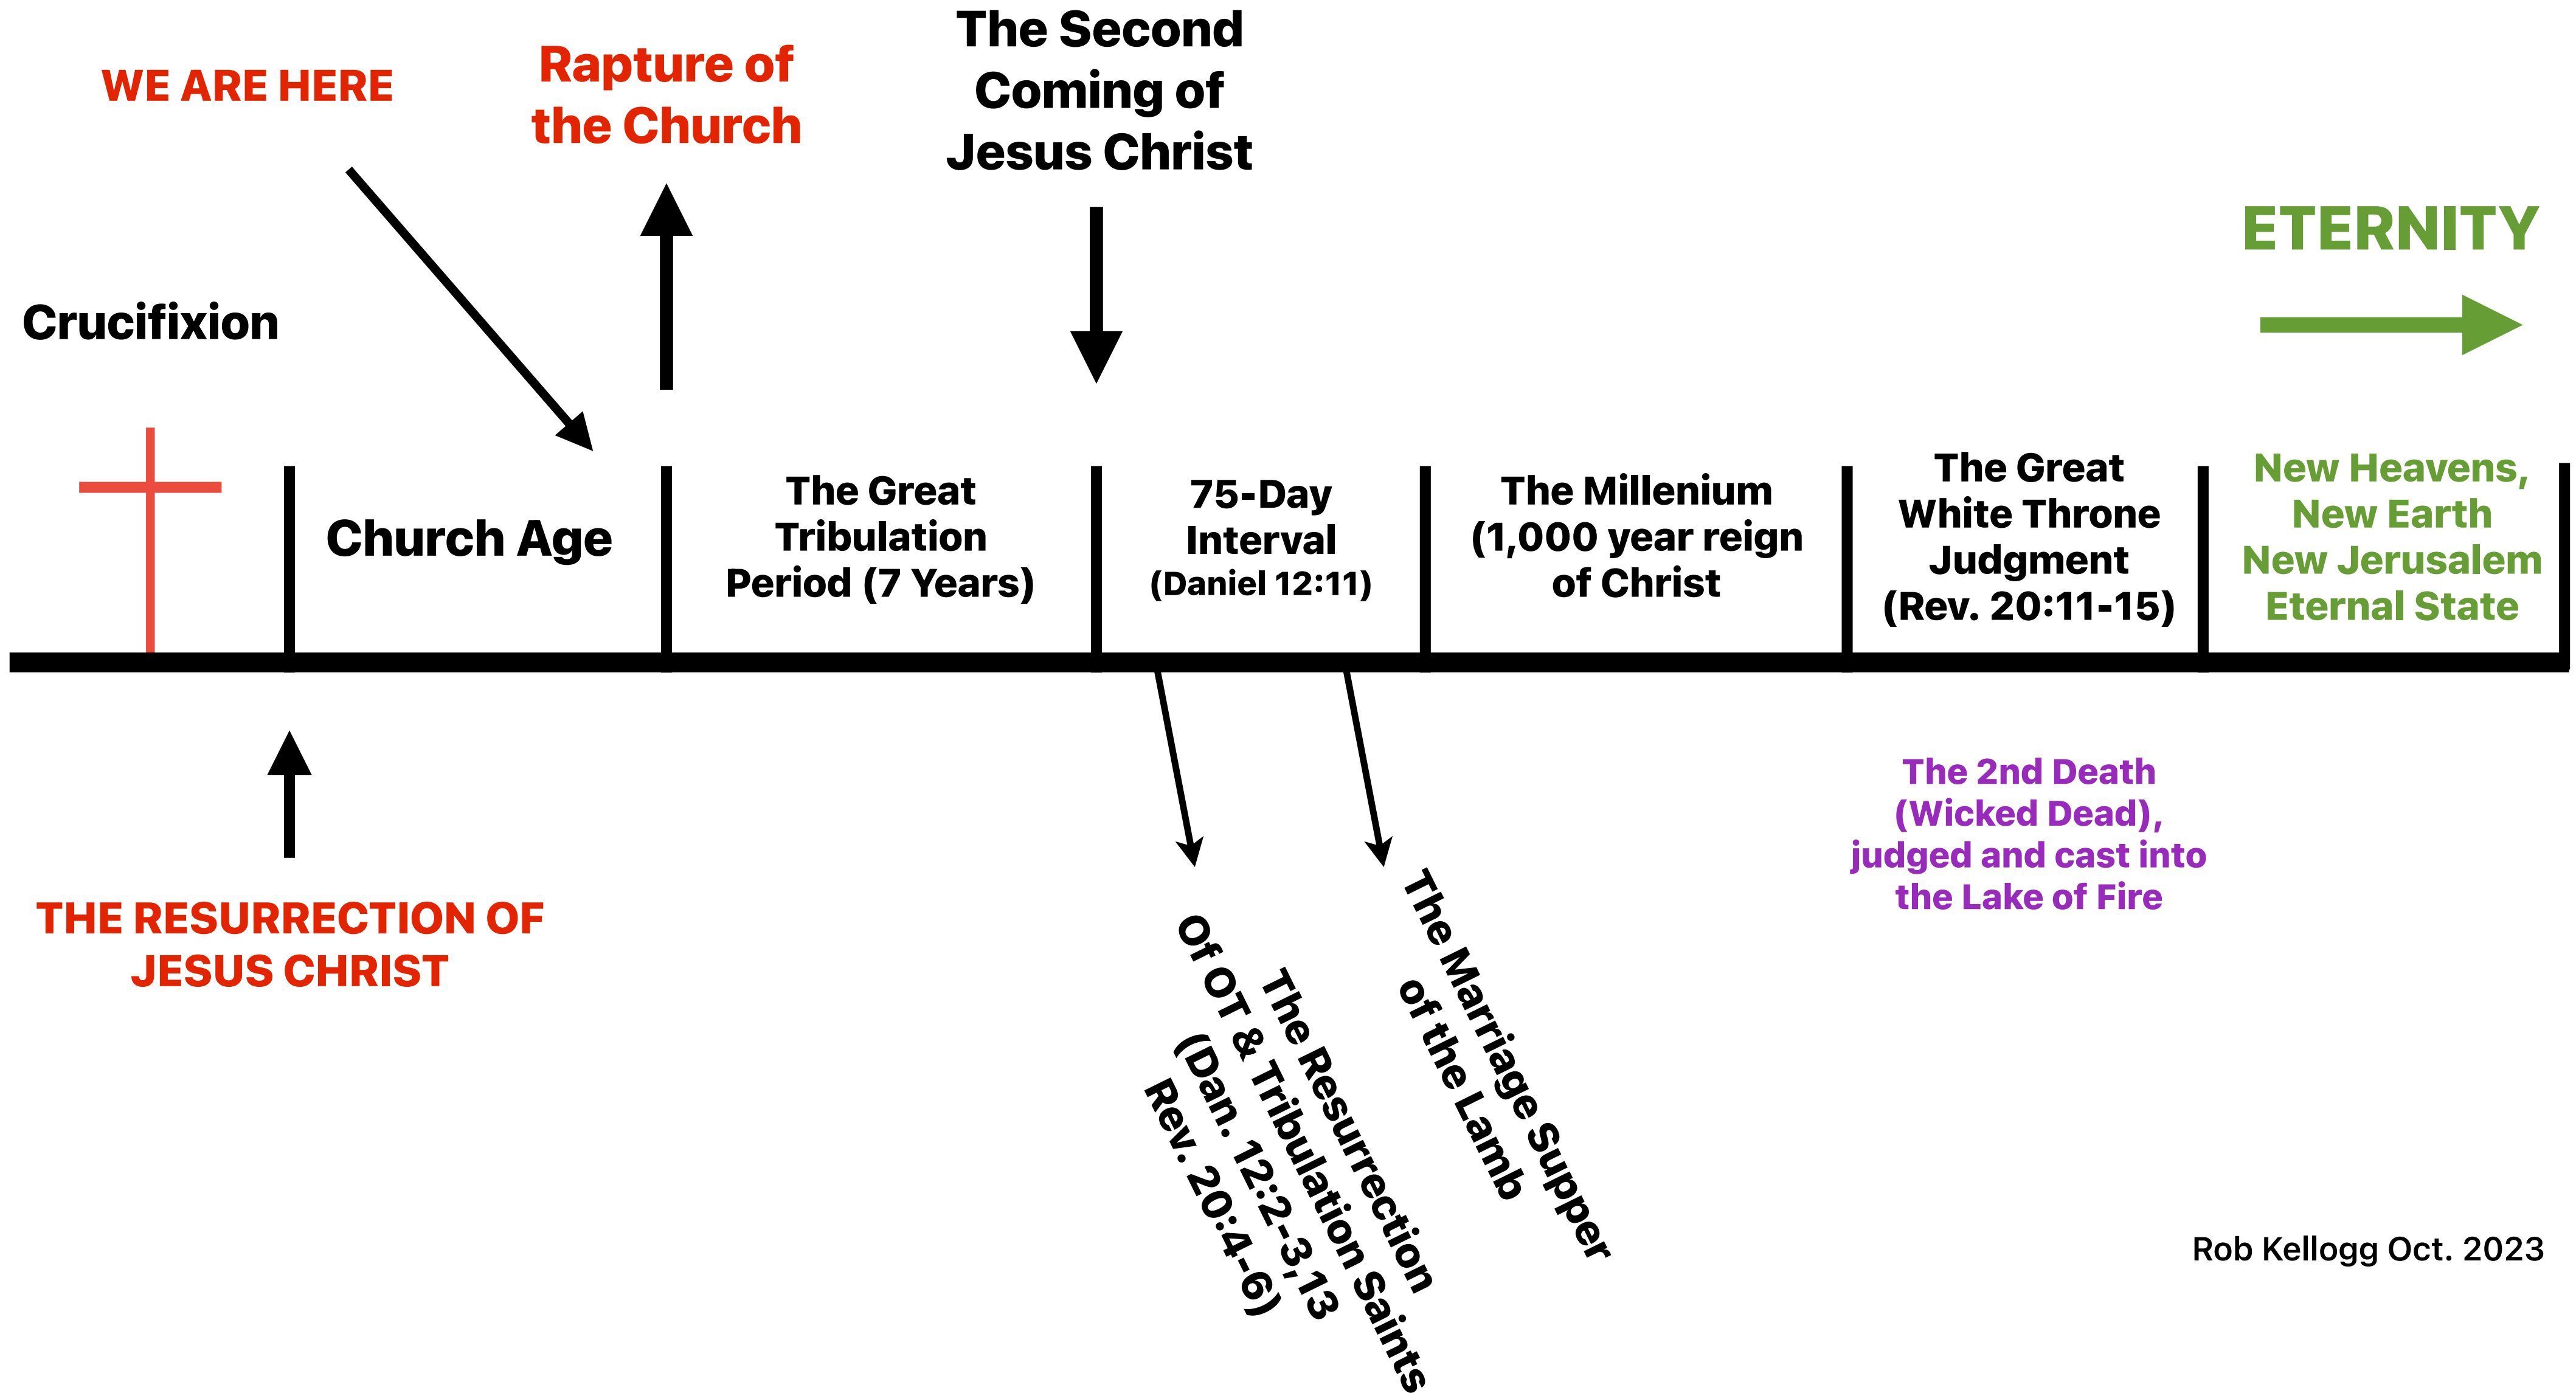 WE ARE HERE
Rapture of
the Church
The Second
Coming of
Jesus Christ
ETERNITY
Crucifixion
Church Age
The Great
Tribulation
Period (7 Years)
75-Day
Interval
(Daniel 12:11)
The Millenium
(1,000 year reign
of Christ
The Great
White Throne
Judgment
(Rev. 20:11-15)
New Heavens,
New Earth
New Jerusalem
Eternal State
THE RESURRECTION OF
JESUS CHRIST
The Resurrection
Of OT & Tribulation Saints
(Dan. 12:2-3,13
Rev. 20:4-6)
The Marriage Supper
of the Lamb
The 2nd Death
(Wicked Dead),
judged and cast into
the Lake of Fire
Rob Kellogg Oct. 2023